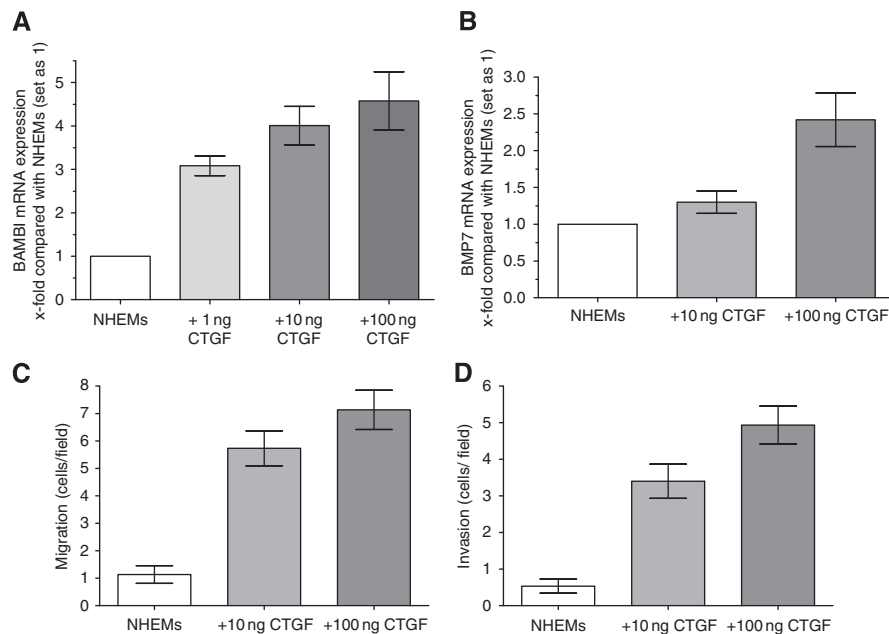 A
BAMBI mRNA expression
x-fold compared with NHEMs (set as 1)
5
4
3
2
1
0
NHEMs
+ 1 ng
CTGF
+10 ng
CTGF
+100 ng
CTGF
B
BMP7 mRNA expression
x-fold compared with NHEMs (set as 1)
3.0
2.5
2.0
1.5
1.0
0.5
0.0
NHEMs
+10 ng CTGF
+100 ng CTGF
C
Migration (cells/field)
8
7
6
5
4
3
2
1
0
NHEMs
+10 ng CTGF
+100 ng CTGF
D
Invasion (cells/ field)
6
5
4
3
2
1
0
NHEMs
+10 ng CTGF
+100 ng CTGF